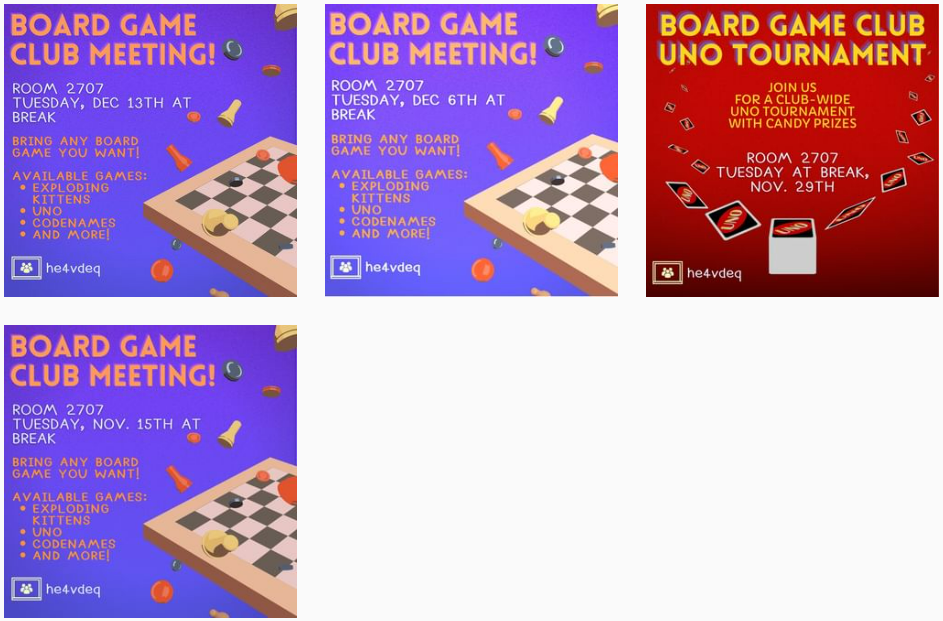 BOARD GAME
CLUB MEETING!
ROOM 2707
TUESDAY, DEC 13TH AT
BREAK
BRING ANY BOARD
GAME YOU WANT!
AVAILABLE GAMES:
• EXPLODING
KITTENS
• UNO
• CODENAMES
• AND MORE!
he4vdeq
BOARD GAME
CLUB MEETING!
ROOM 2707
TUESDAY, DEC 6TH AT
BREAK
BRING ANY BOARD
GAME YOU WANT!
AVAILABLE GAMES:
• EXPLODING
KITTENS
• UNO
• CODENAMES
• AND MORE!
he4vdeq
BOARD GAME CLUB
UNO TOURNAMENT
JOIN US
FOR A CLUB-WIDE
UNO TOURNAMENT
WITH CANDY PRIZES
ROOM 2707
TUESDAY AT BREAK,
NOV. 29TH
UNO
UNO
UNO
UNO
he4vdeq
BOARD GAME
CLUB MEETING!
ROOM 2707
TUESDAY, NOV. 15TH AT
BREAK
BRING ANY BOARD
GAME YOU WANT!
AVAILABLE GAMES:
• EXPLODING
KITTENS
• UNO
• CODENAMES
• AND MORE!
he4vdeq